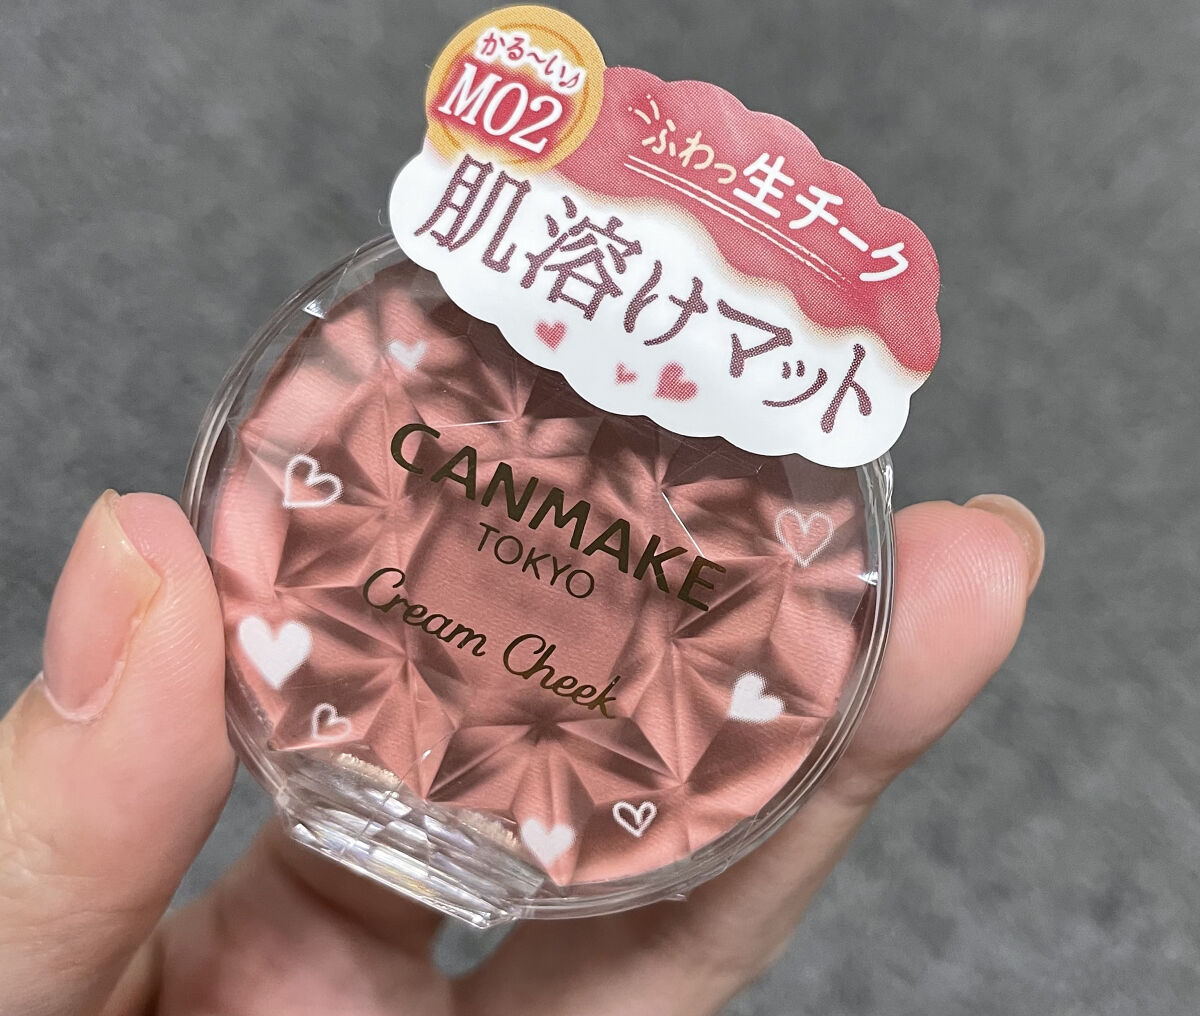 かる〜い♪
M02
ふわっ生チーク
肌溶けマット
CANMAKE
TOKYO
Cream Cheek